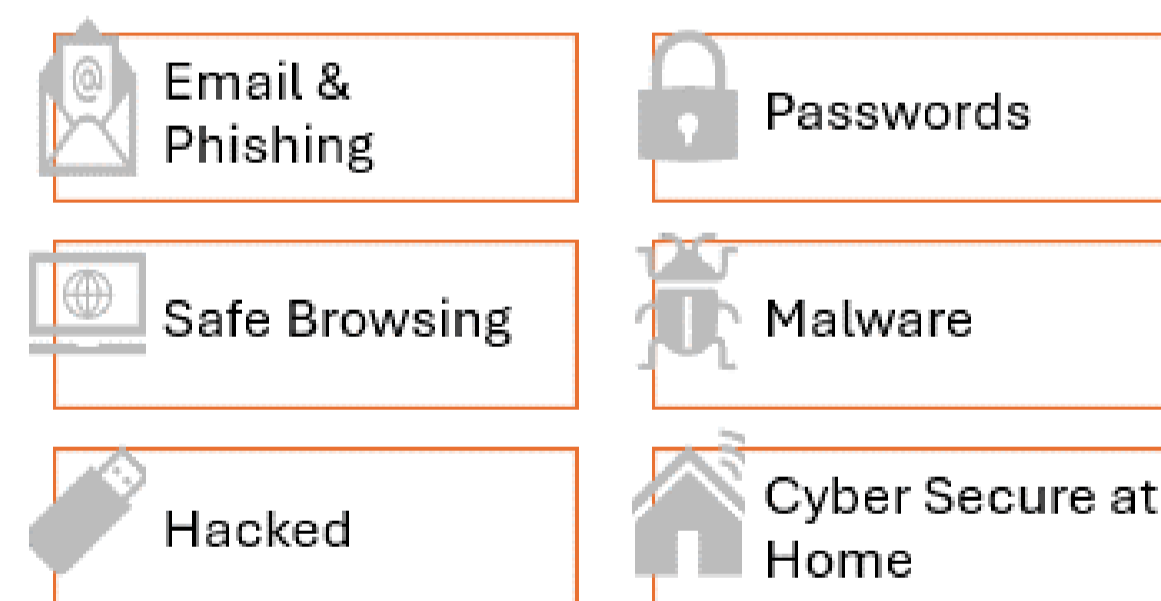 @
Email &
Phishing
Passwords
Safe Browsing
Malware
Hacked
Cyber Secure at
Home